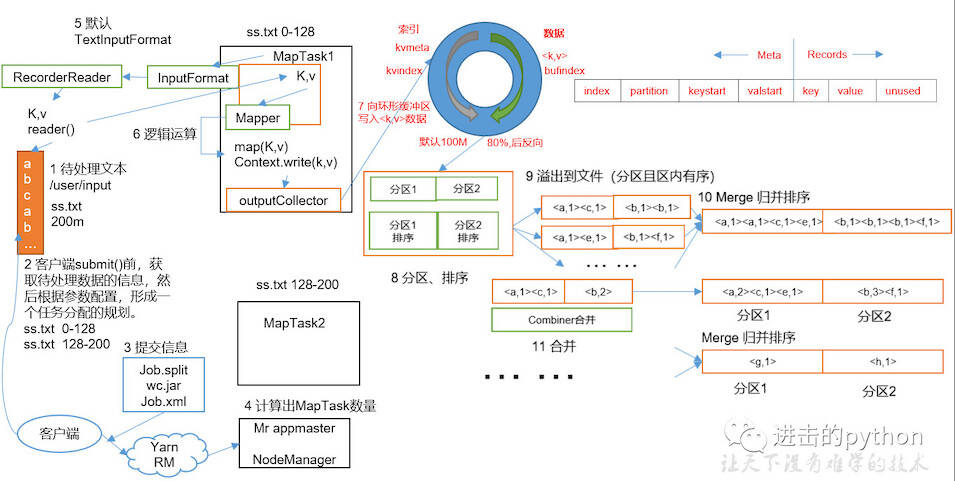 5 默认
TextInputFormat
RecorderReader
InputFormat
K,v
reader()
ss.txt 0-128
MapTask1
K,v
Mapper
6 逻辑运算
map(K,v)
Context.write(k,v)
outputCollector
a
b
c
a
b
...
1 待处理文本
/user/input
ss.txt
200m
2 客户端submit()前，获
取待处理数据的信息，然
后根据参数配置，形成一
个任务分配的规划。
ss.txt 0-128
ss.txt 128-200
3 提交信息
Job.split
wc.jar
Job.xml
客户端
Yarn
RM
4 计算出MapTask数量
Mr appmaster
NodeManager
ss.txt 128-200
MapTask2
索引
kvmeta
kvindex
数据
<k,v>
bufindex
7 向环形缓冲区
写入<k,v>数据
默认100M
80%,后反向
Meta
Records
index partition keystart valstart key value unused
分区1 分区2
分区1
排序
分区2
排序
8 分区、排序
9 溢出到文件（分区且区内有序）
<a,1><c,1> <b,1><b,1>
<a,1><e,1> <b,1><f,1>
... ...
10 Merge 归并排序
<a,1><a,1><c,1><e,1> <b,1><b,1><b,1><f,1>
<a,1><c,1> <b,2>
Combiner合并
11 合并
... ...
<a,2><c,1><e,1> <b,3><f,1>
分区1 分区2
Merge 归并排序
<g,1> <h,1>
分区1 分区2
进击的python
让天下没有难学的技术